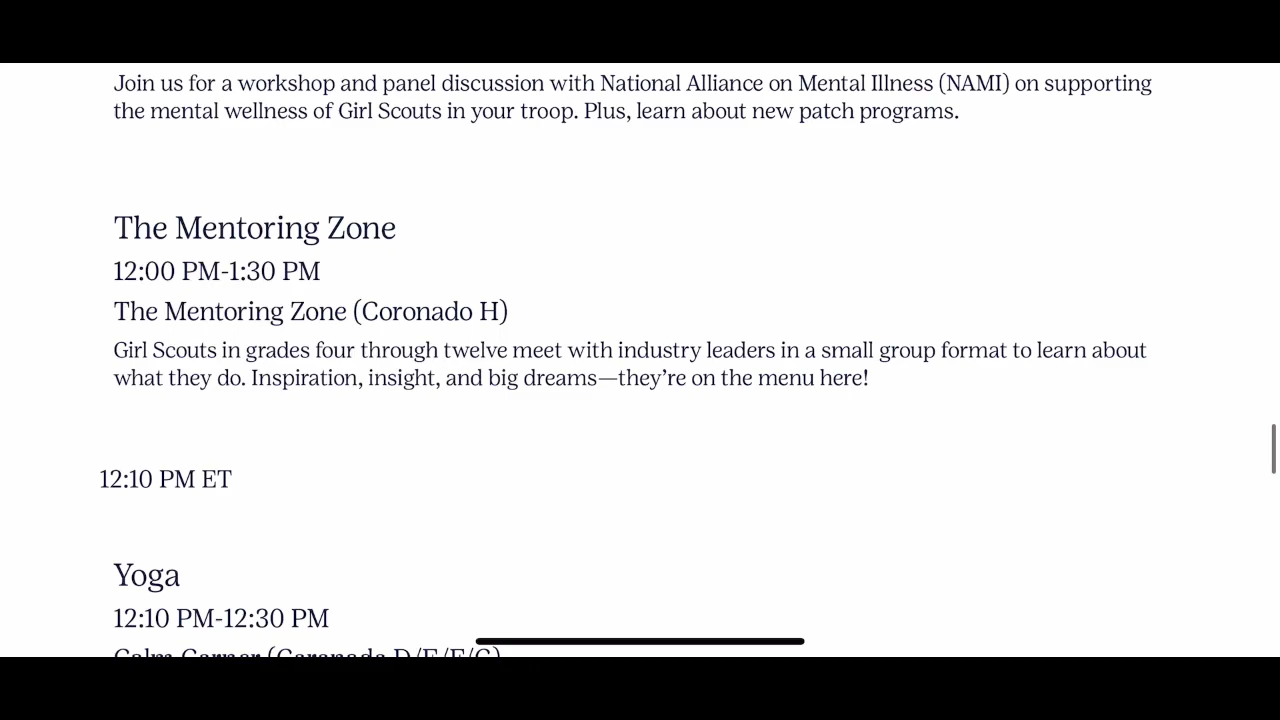 Join us for a workshop and panel discussion with National Alliance on Mental Illness (NAMI) on supporting
the mental wellness of Girl Scouts in your troop. Plus, learn about new patch programs.
The Mentoring Zone
12:00 PM-1:30 PM
The Mentoring Zone (Coronado H)
Girl Scouts in grades four through twelve meet with industry leaders in a small group format to learn about
what they do. Inspiration, insight, and big dreams—they’re on the menu here!
12:10 PM ET
Yoga
12:10 PM-12:30 PM
Calm Corner (Coronado D/E/F/G)